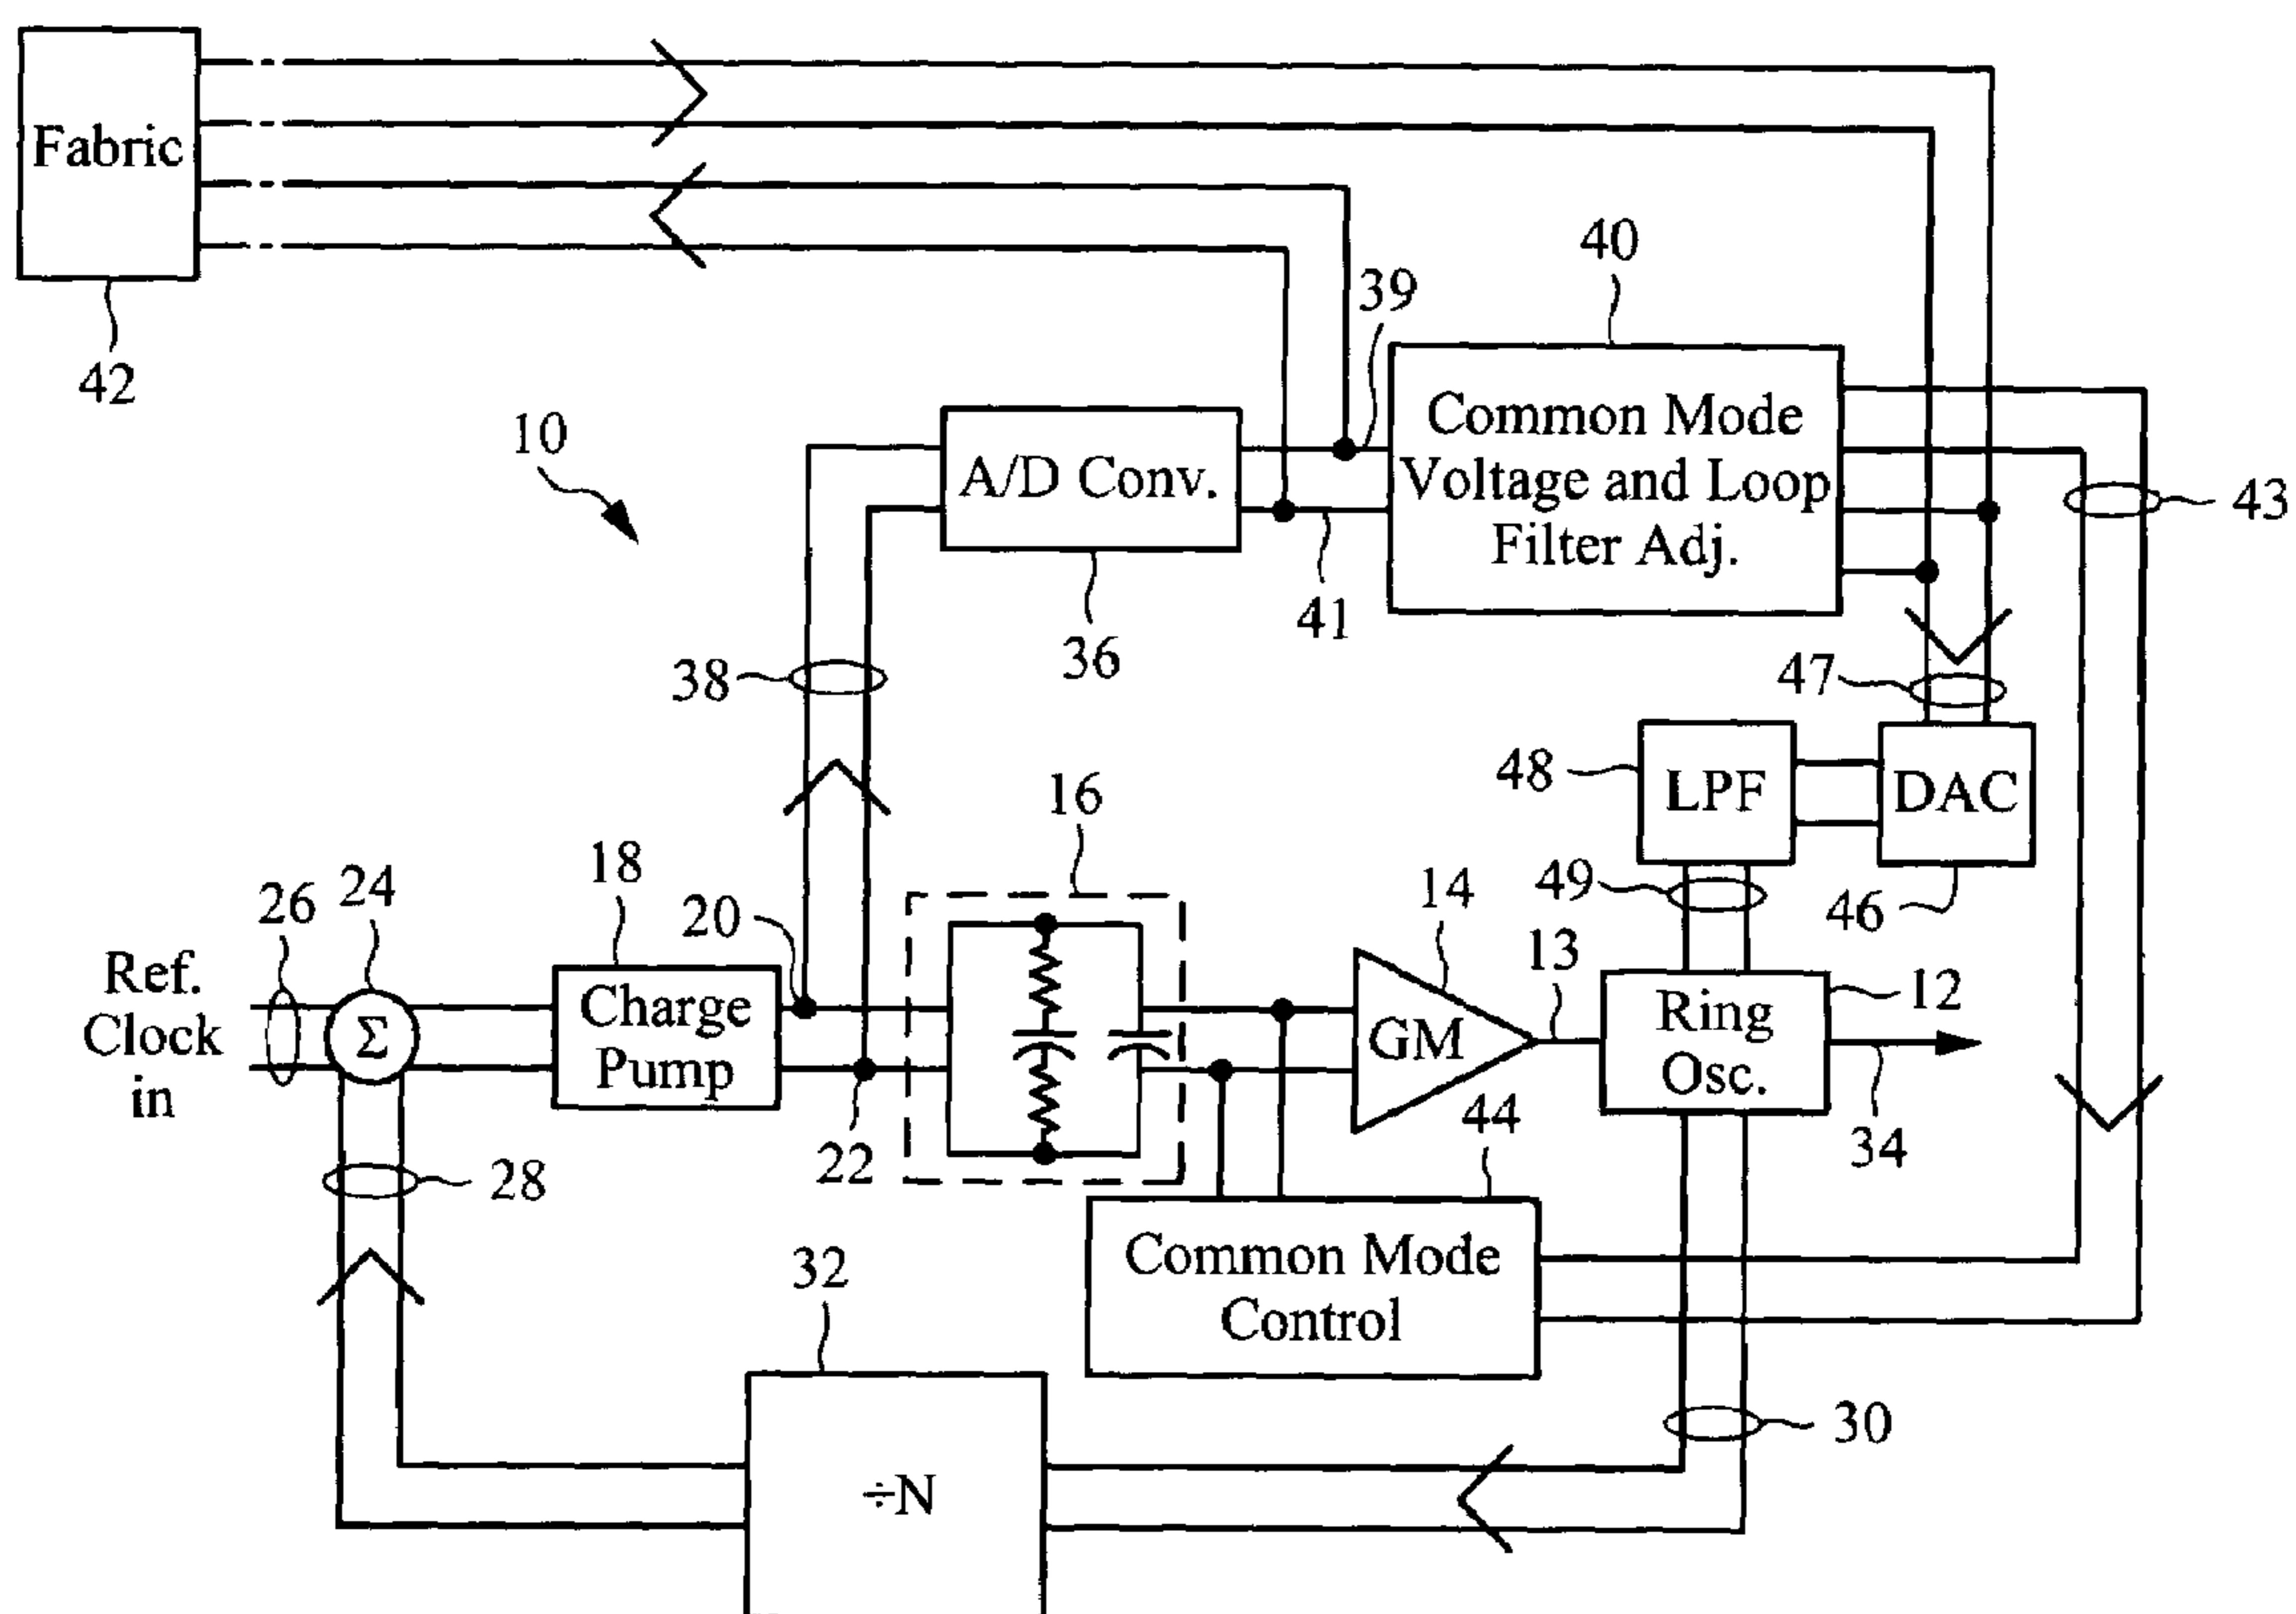 Fabric
42
10
39
40
A/D Conv.
Common Mode
Voltage and Loop
Filter Adj.
43
41
36
38
47
16
48
LPF
DAC
18
20
14
49
46
26
24
13
12
Ref.
Clock
in
Σ
Charge
Pump
GM
Ring
Osc.
44
34
22
28
32
Common Mode
Control
30
÷N